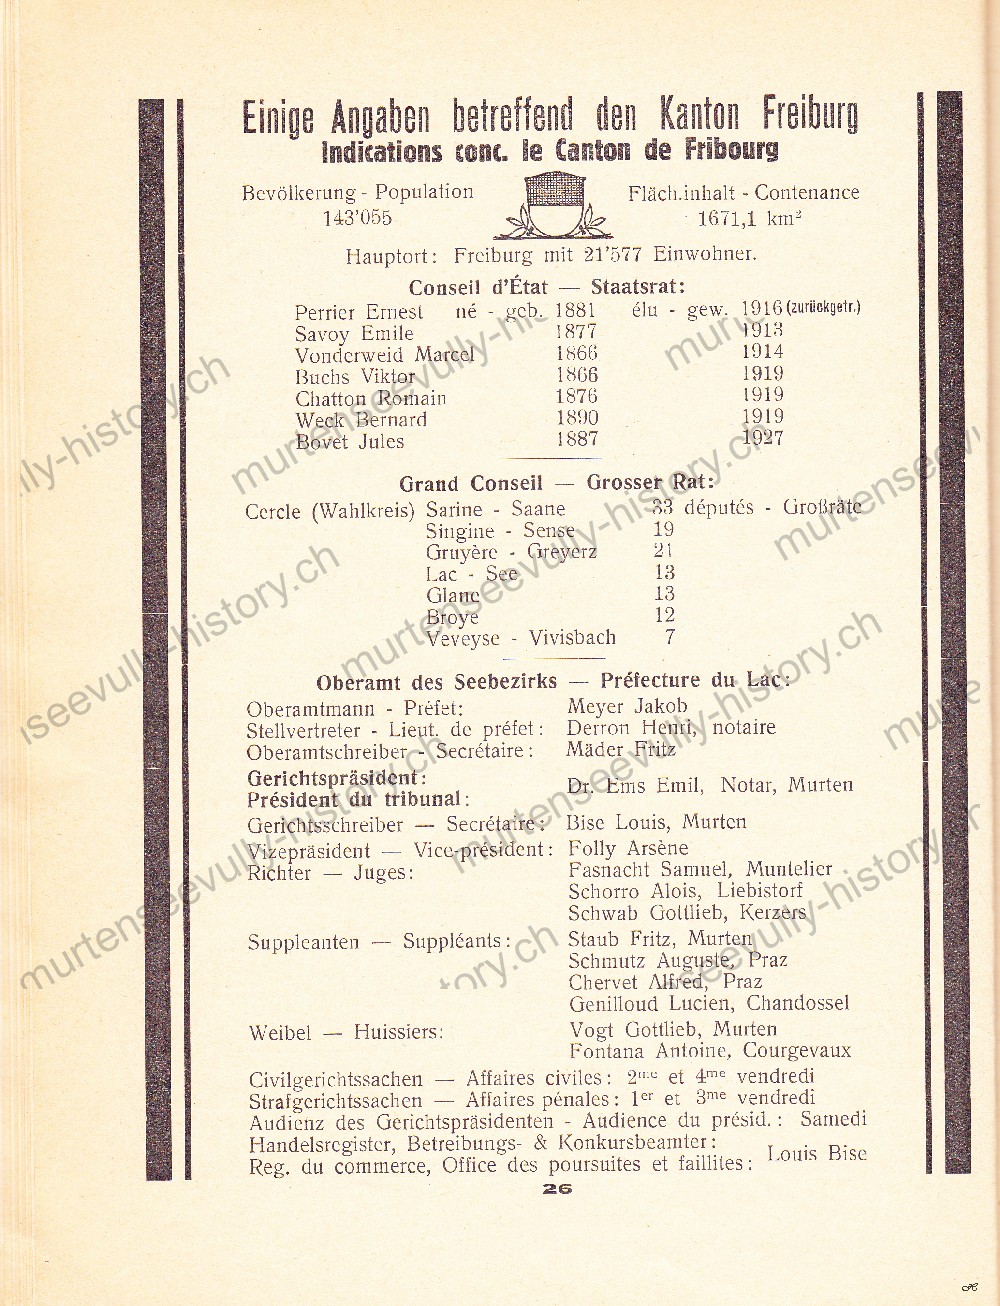 Einige Angaben betreffend den Kanton Freiburg
Indications conc. le Canton de Fribourg
Bevölkerung - Population
143'055
Fläch.inhalt - Contenance
1671,1 km²
Hauptort: Freiburg mit 21'577 Einwohner.
Conseil d'État — Staatsrat:
Perrier Ernest né - geb. 1881 élu - gew. 1916 (zurückgetr.)
Savoy Emile 1877 1913
Vonderweid Marcel 1866 1914
Buchs Viktor 1866 1919
Chatton Romain 1876 1919
Weck Bernard 1890 1919
Bovet Jules 1887 1927
Grand Conseil — Grosser Rat:
Cercle (Wahlkreis) Sarine - Saane 33 députés - Großräte
Singine - Sense 19
Gruyère - Greyerz 21
Lac - See 13
Glane 13
Broye 12
Veveyse - Vivisbach 7
Oberamt des Seebezirks — Préfecture du Lac:
Oberamtmann - Préfet: Meyer Jakob
Stellvertreter - Lieut. de préfet: Derron Henri, notaire
Oberamtschreiber - Secrétaire: Mäder Fritz
Gerichtspräsident:
Président du tribunal: Dr. Ems Emil, Notar, Murten
Gerichtsschreiber — Secrétaire: Bise Louis, Murten
Vizepräsident — Vice-président: Folly Arsène
Richter — Juges: Fasnacht Samuel, Muntelier
Schorro Alois, Liebistorf
Schwab Gottlieb, Kerzers
Suppleanten — Suppléants: Staub Fritz, Murten
Schmutz Auguste, Praz
Chervet Alfred, Praz
Genilloud Lucien, Chandossel
Weibel — Huissiers: Vogt Gottlieb, Murten
Fontana Antoine, Courgevaux
Civilgerichtssachen — Affaires civiles: 2me et 4me vendredi
Strafgerichtssachen — Affaires pénales: 1er et 3me vendredi
Audienz des Gerichtspräsidenten - Audience du présid.: Samedi
Handelsregister, Betreibungs- & Konkursbeamter:
Reg. du commerce, Office des poursuites et faillites: Louis Bise
26
murtenseevully-history.ch